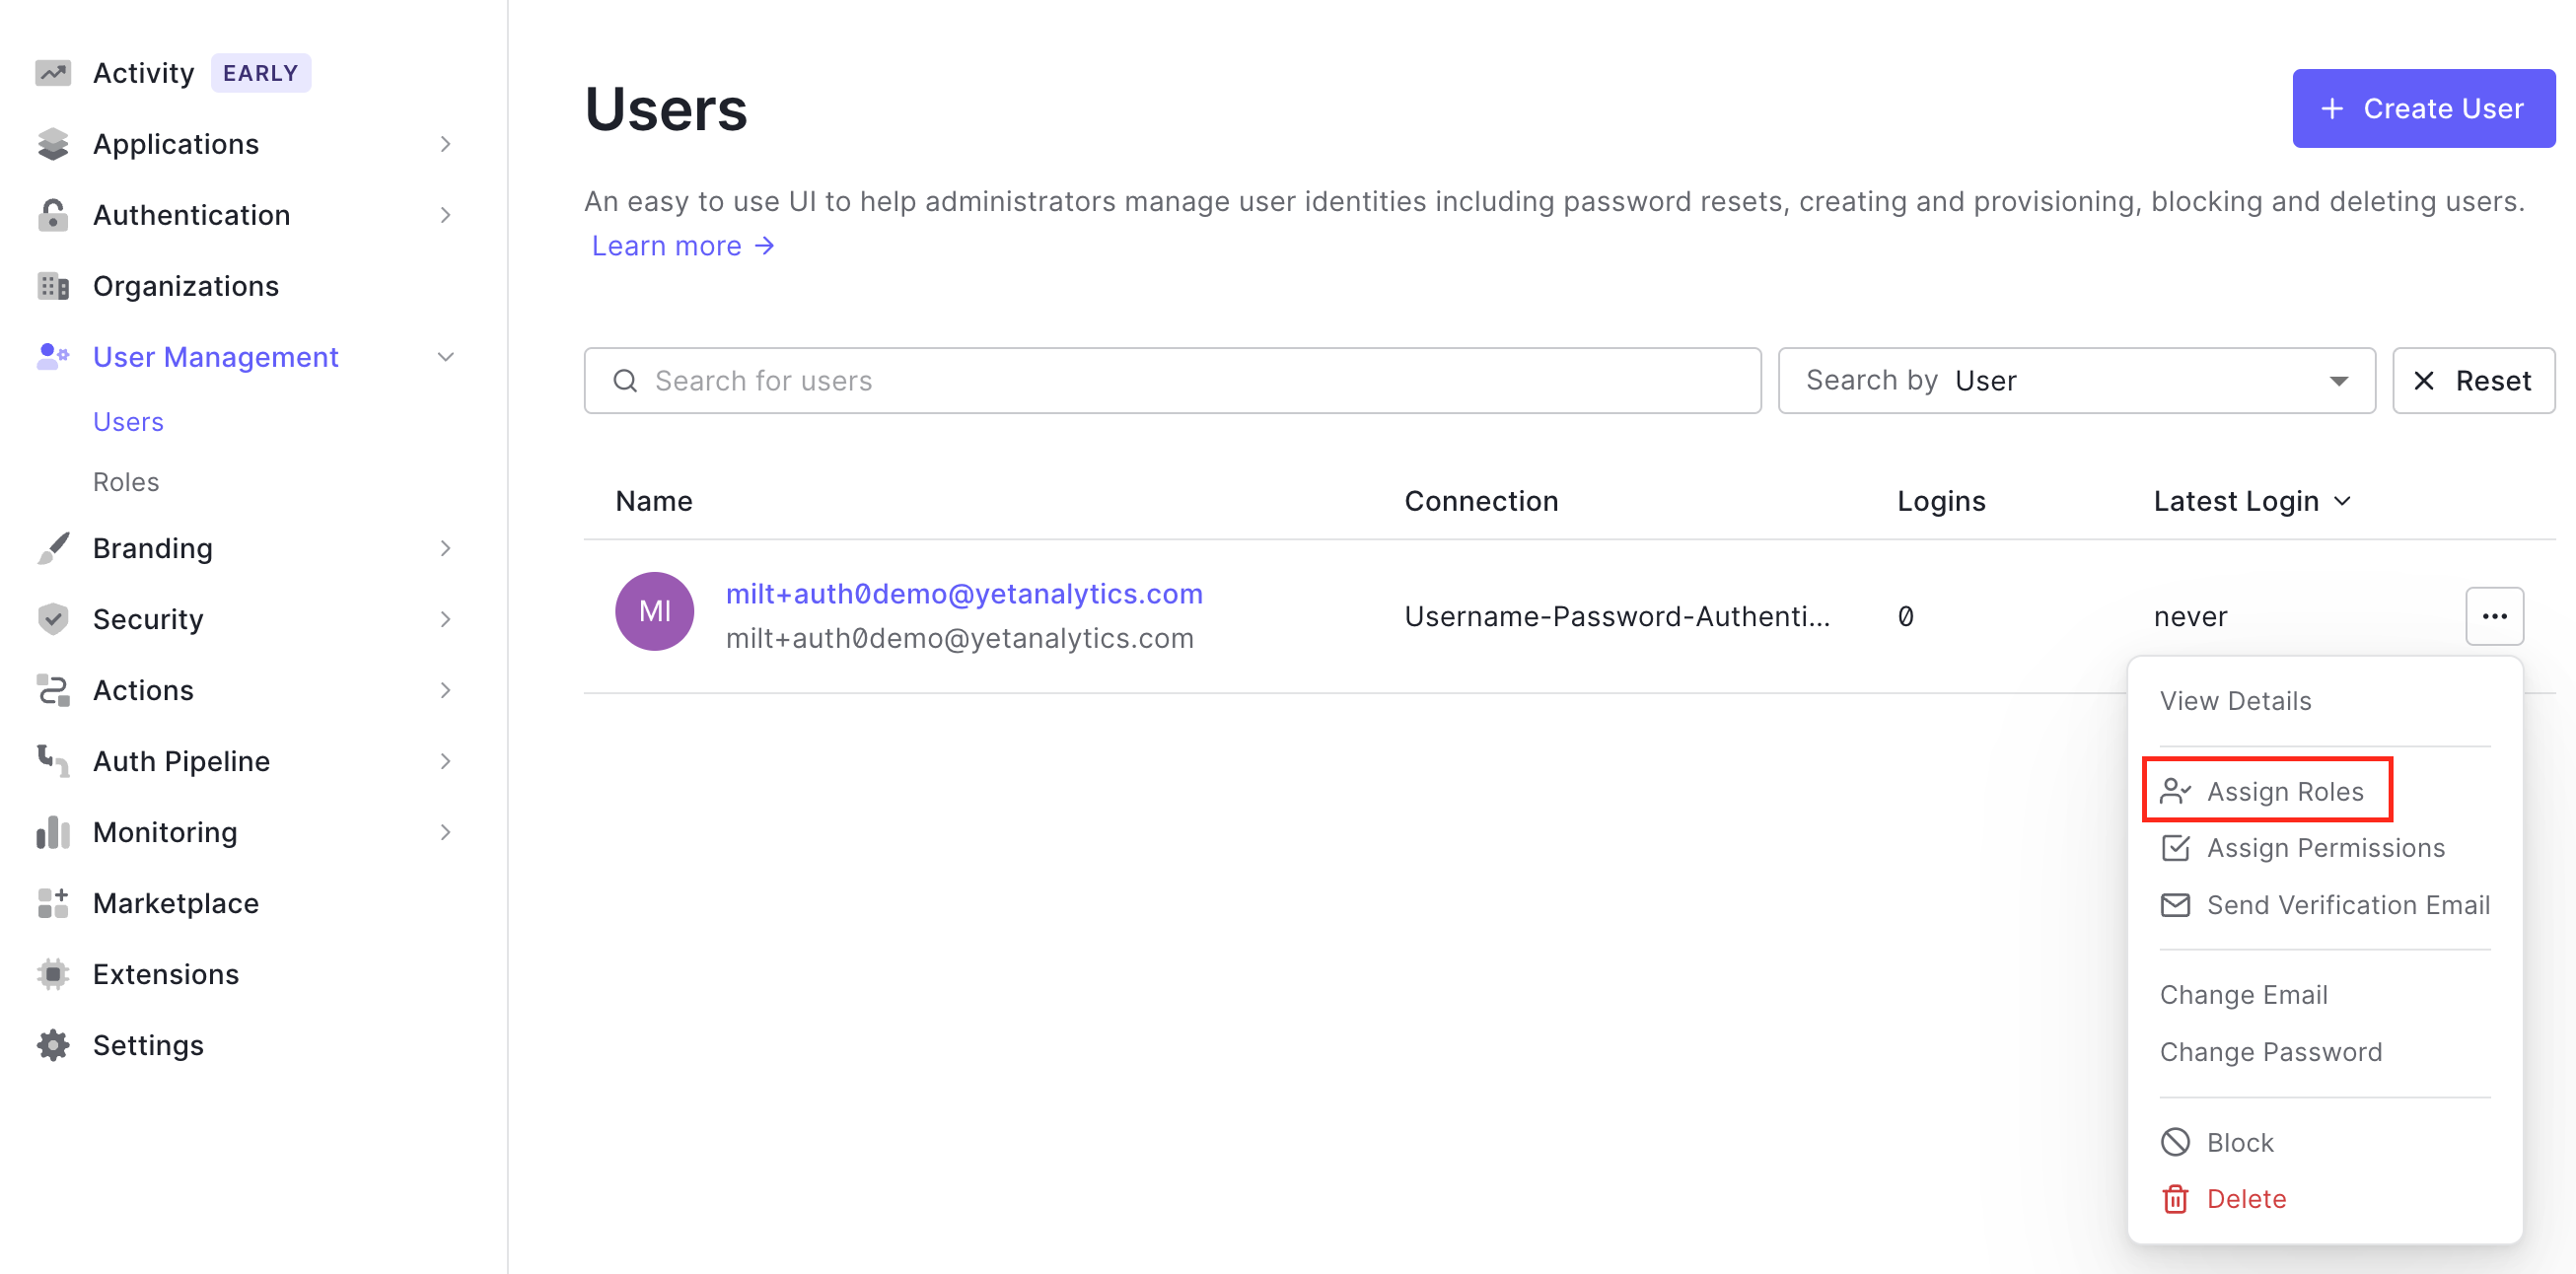 Activity EARLY
Applications
Authentication
Organizations
User Management
Users
Roles
Branding
Security
Actions
Auth Pipeline
Monitoring
Marketplace
Extensions
Settings
Users
+ Create User
An easy to use UI to help administrators manage user identities including password resets, creating and provisioning, blocking and deleting users.
Learn more →
Search for users
Search by User
Reset
Name Connection Logins Latest Login
MI
milt+auth0demo@yetanalytics.com
milt+auth0demo@yetanalytics.com
Username-Password-Authenti...
0
never
View Details
Assign Roles
Assign Permissions
Send Verification Email
Change Email
Change Password
Block
Delete